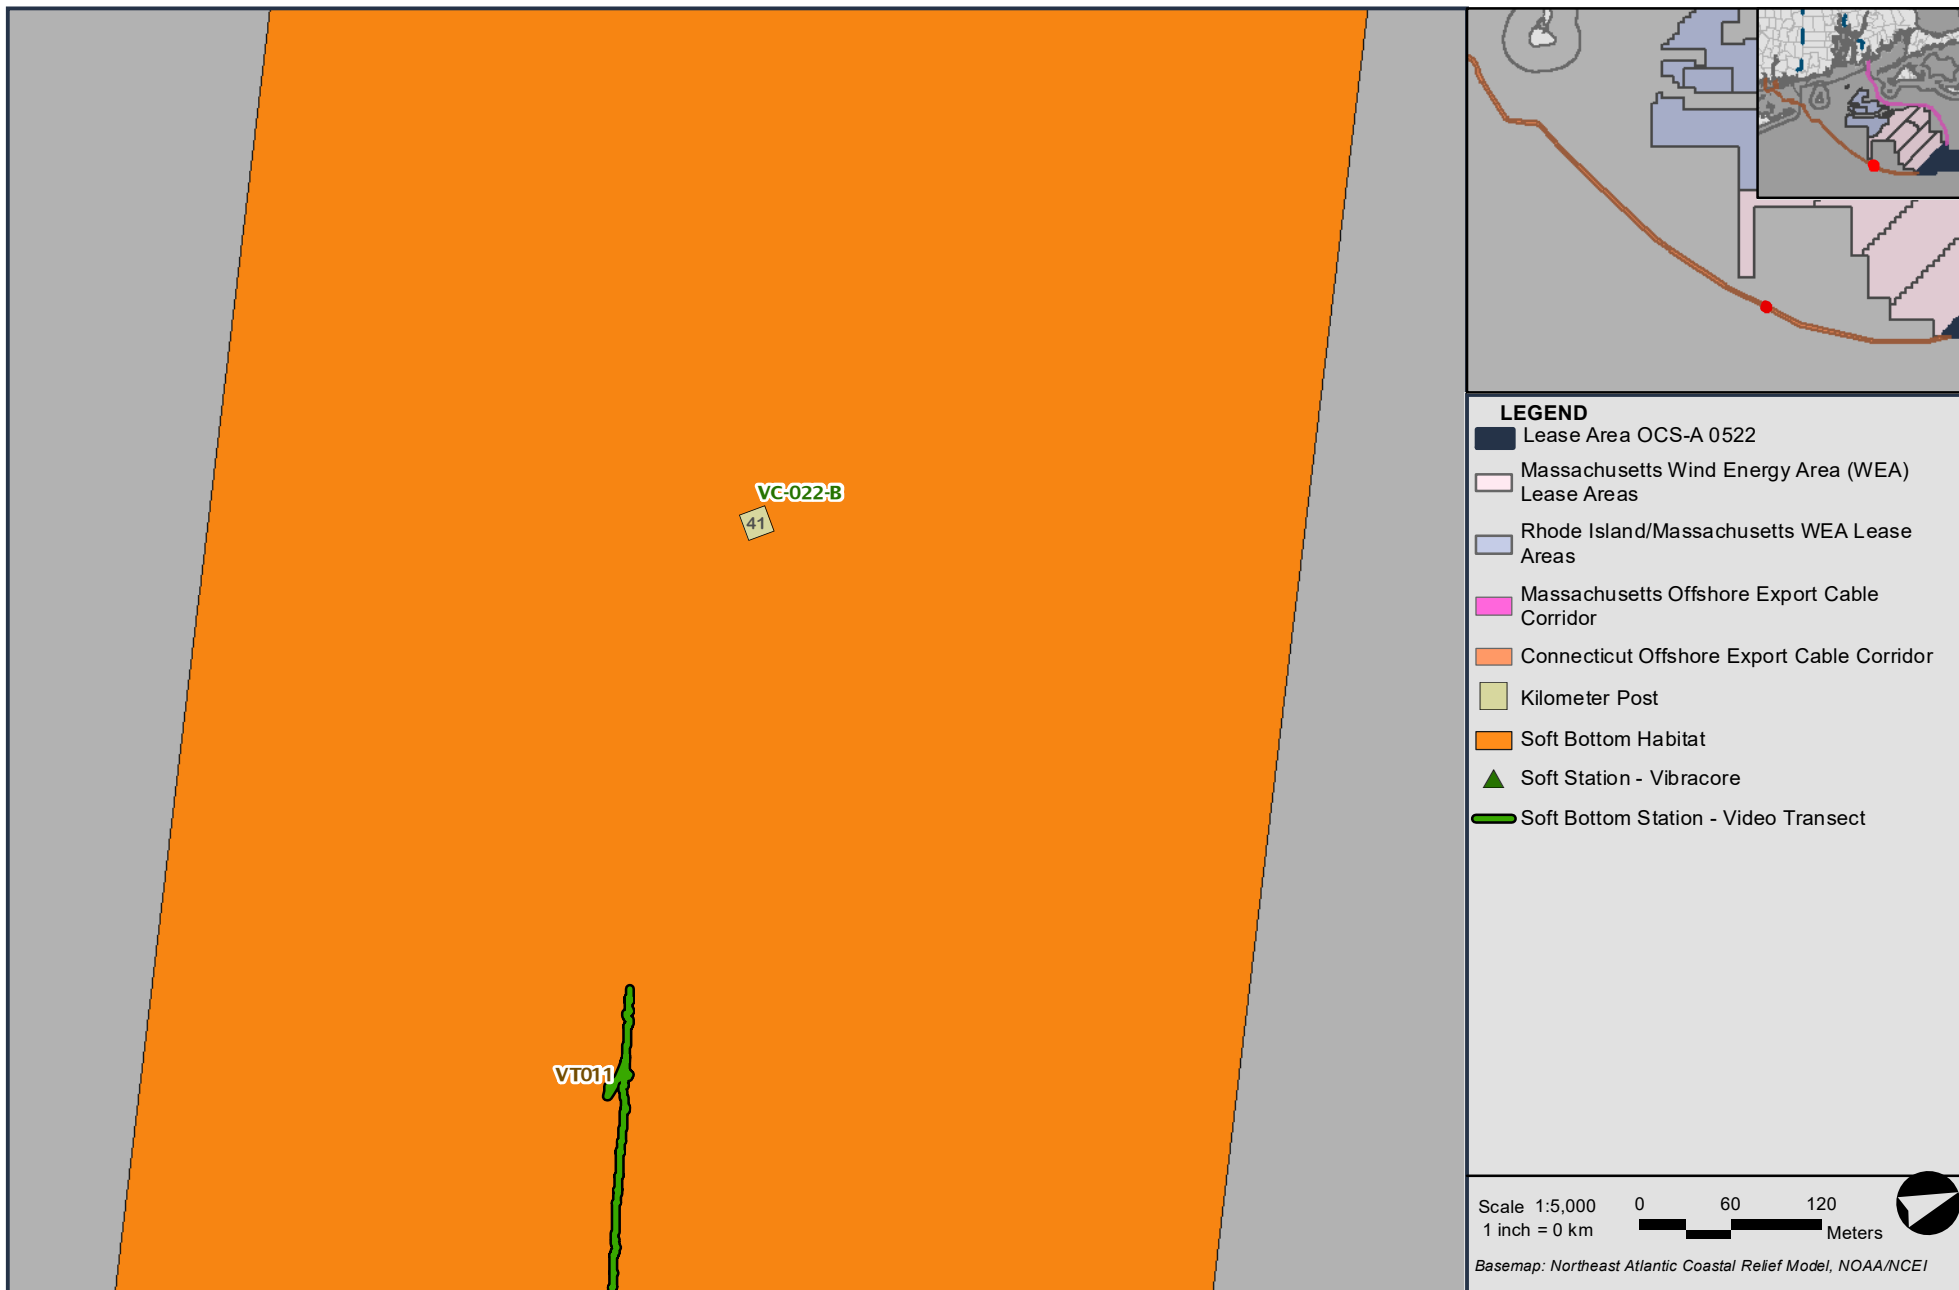 VC-022-B
41
VT011
LEGEND
Lease Area OCS-A 0522
Massachusetts Wind Energy Area (WEA)
Lease Areas
Rhode Island/Massachusetts WEA Lease
Areas
Massachusetts Offshore Export Cable
Corridor
Connecticut Offshore Export Cable Corridor
Kilometer Post
Soft Bottom Habitat
Soft Station - Vibracore
Soft Bottom Station - Video Transect
Scale 1:5,000
1 inch = 0 km
0 60 120
Meters
Basemap: Northeast Atlantic Coastal Relief Model, NOAA/NCEI